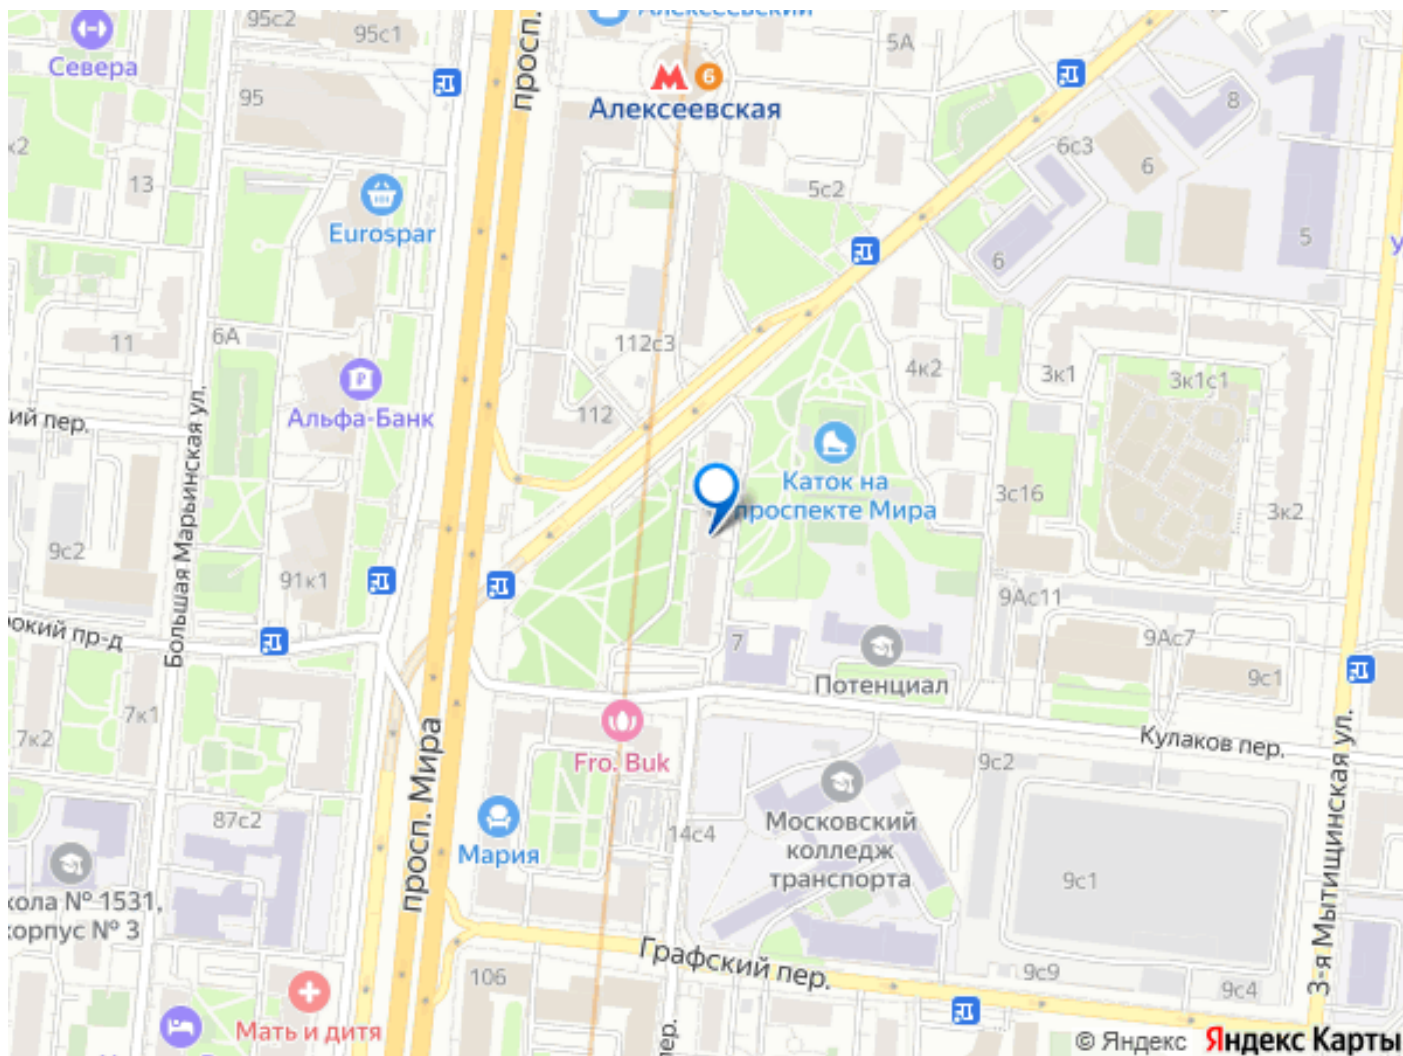 95с2
95с1
Алексеевский
5А
Севера
просп.
6
Алексеевская
95
8
к2
13
6с3
6
5с2
Eurospar
5
6
У
6А
11
112с3
4к2
3к1
3к1с1
Альфа-Банк
112
ий пер.
Большая Марьинская ул.
Каток на
проспекте Мира
3с16
3к2
9с2
91к1
9Ас11
окий пр-д
7
9Ас7
Потенциал
9с1
7к1
7к2
Кулаков пер.
Fro. Buk
просп. Мира
9с2
3-я Мытищинская ул.
87с2
Мария
14с4
Московский
колледж
транспорта
9с1
кола № 1531,
корпус № 3
Графский пер.
106
9с9
9с4
Мать и дитя
пер.
© Яндекс Яндекс Карты